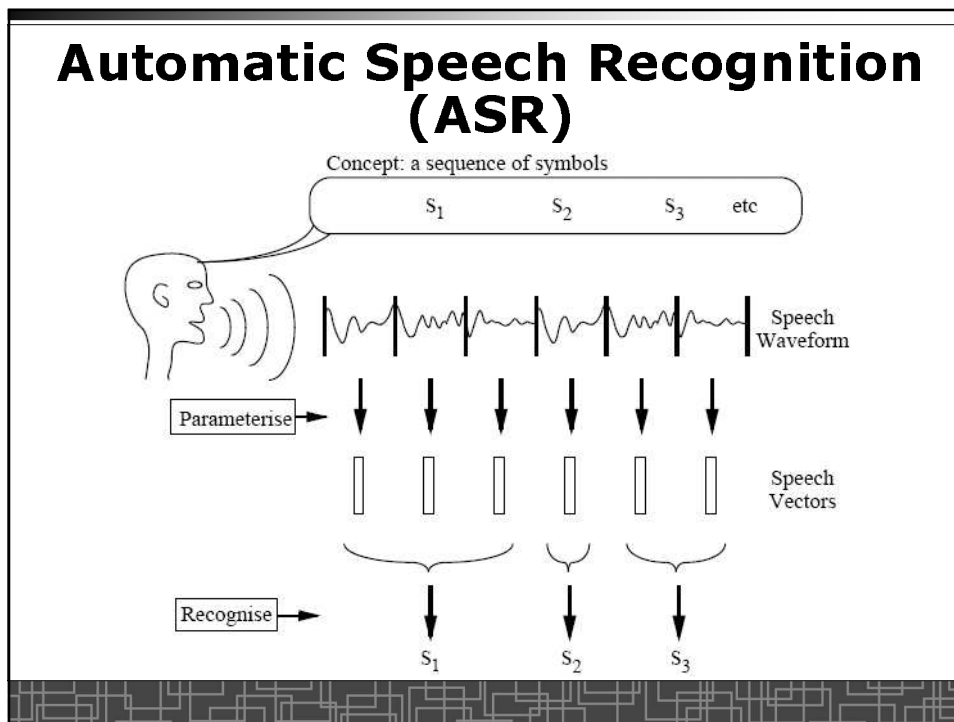 Automatic Speech Recognition
(ASR)
Concept: a sequence of symbols
S1 S2 S3 etc
Speech
Waveform
Parameterise
Speech
Vectors
Recognise
S1 S2 S3